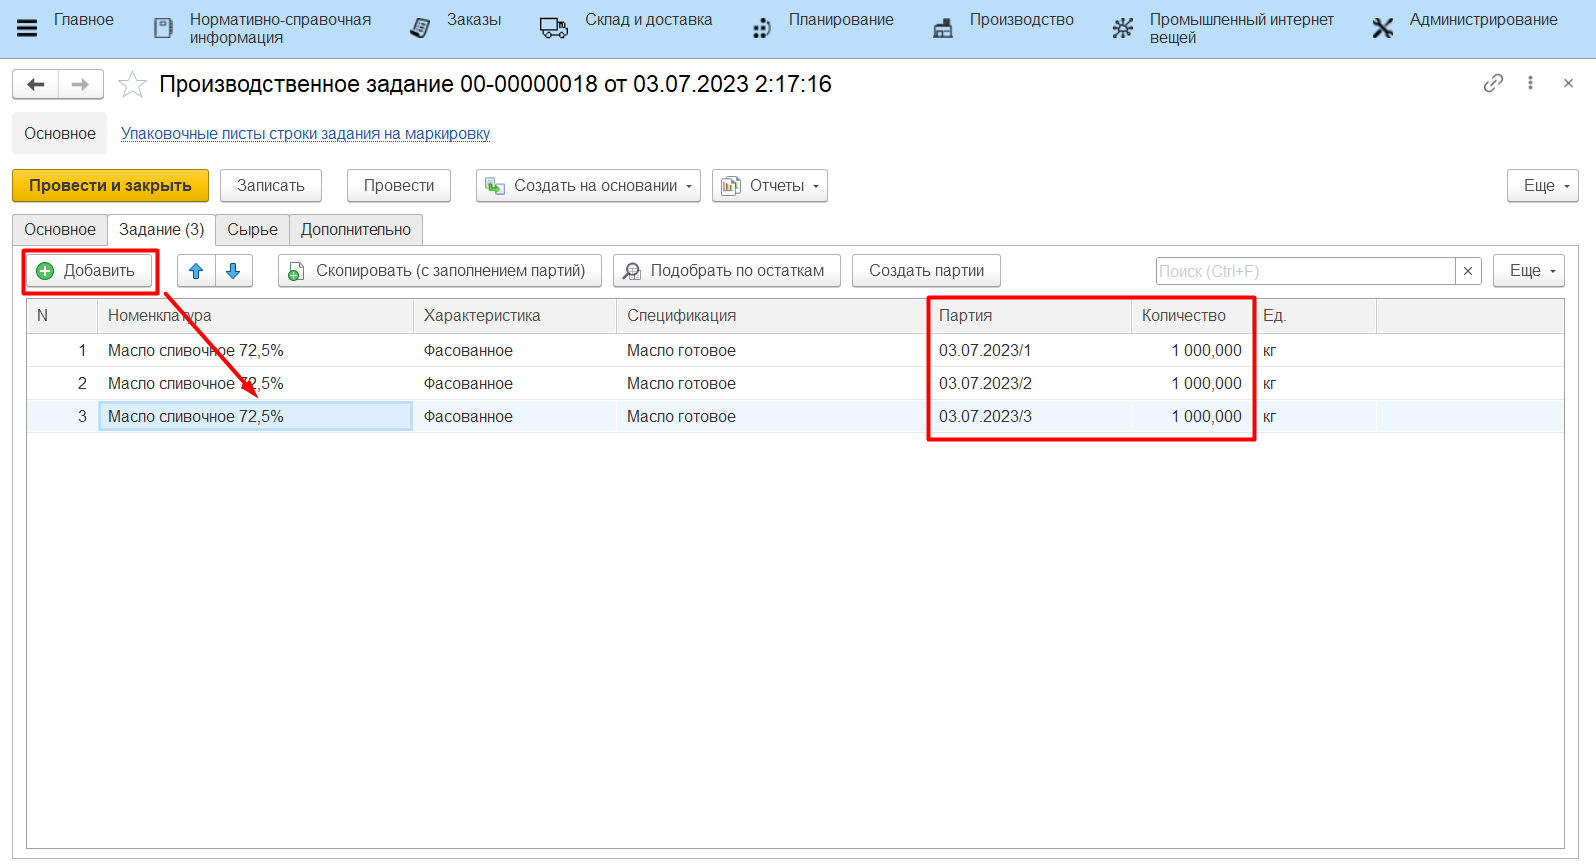 Главное
Нормативно-справочная
информация
Заказы
Склад и доставка
Планирование
Производство
Промышленный интернет
вещей
Администрирование
Производственное задание 00-00000018 от 03.07.2023 2:17:16
Основное
Упаковочные листы строки задания на маркировку
Провести и закрыть
Записать
Провести
Создать на основании
Отчеты
Еще
Основное
Задание (3)
Сырье
Дополнительно
Добавить
Скопировать (с заполнением партий)
Подобрать по остаткам
Создать партии
Поиск (Ctrl+F)
Еще
N Номенклатура Характеристика Спецификация Партия Количество Ед.
1 Масло сливочное 72,5% Фасованное Масло готовое 03.07.2023/1 1 000,000 кг
2 Масло сливочное 72,5% Фасованное Масло готовое 03.07.2023/2 1 000,000 кг
3 Масло сливочное 72,5% Фасованное Масло готовое 03.07.2023/3 1 000,000 кг